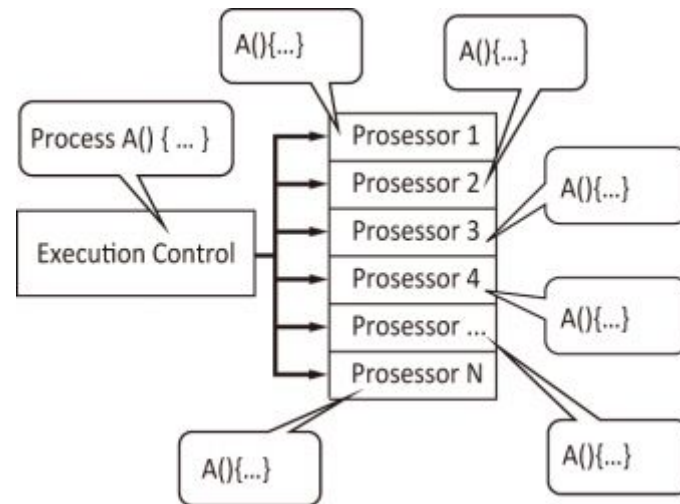 A(){...}
A(){...}
Process A() { ... }
Prosessor 1
Prosessor 2
A(){...}
Execution Control
Prosessor 3
Prosessor 4
A(){...}
Prosessor ...
Prosessor N
A(){...}
A(){...}